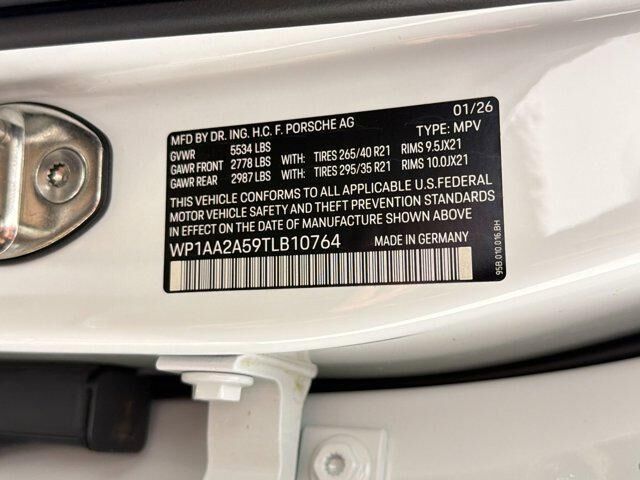 MFD BY DR. ING. H.C. F. PORSCHE AG 01/26
GVWR 5534 LBS TYPE: MPV
GAWR FRONT 2778 LBS WITH: TIRES 265/40 R21 RIMS 9.5JX21
GAWR REAR 2987 LBS WITH: TIRES 295/35 R21 RIMS 10.0JX21
THIS VEHICLE CONFORMS TO ALL APPLICABLE U.S.FEDERAL
MOTOR VEHICLE SAFETY AND THEFT PREVENTION STANDARDS
IN EFFECT ON THE DATE OF MANUFACTURE SHOWN ABOVE
WP1AA2A59TLB10764 MADE IN GERMANY
95B.010.016.BH